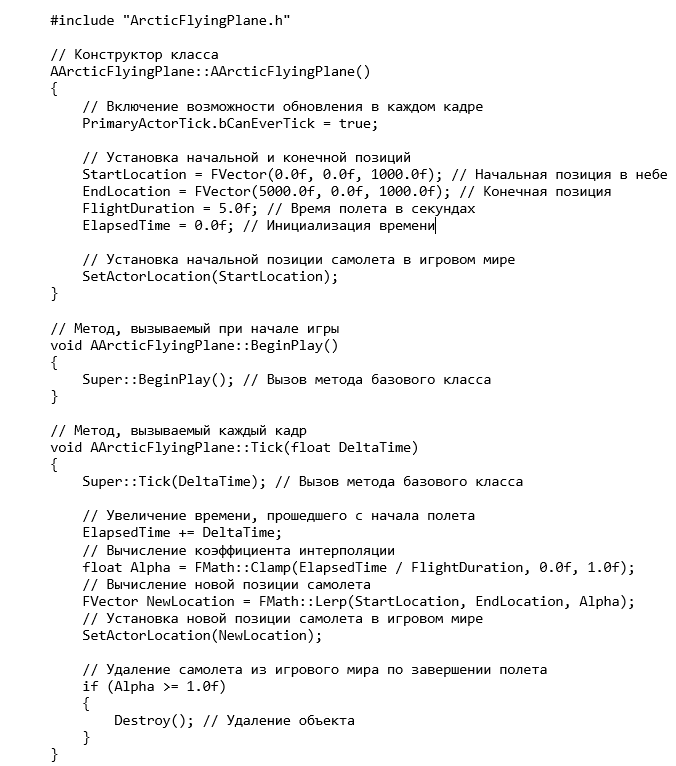 #include "ArcticFlyingPlane.h"
// Конструктор класса
AArcticFlyingPlane::AArcticFlyingPlane()
{
// Включение возможности обновления в каждом кадре
PrimaryActorTick.bCanEverTick = true;
// Установка начальной и конечной позиций
StartLocation = FVector(0.0f, 0.0f, 1000.0f); // Начальная позиция в небе
EndLocation = FVector(5000.0f, 0.0f, 1000.0f); // Конечная позиция
FlightDuration = 5.0f; // Время полета в секундах
ElapsedTime = 0.0f; // Инициализация времени
// Установка начальной позиции самолета в игровом мире
SetActorLocation(StartLocation);
}
// Метод, вызываемый при начале игры
void AArcticFlyingPlane::BeginPlay()
{
Super::BeginPlay(); // Вызов метода базового класса
}
// Метод, вызываемый каждый кадр
void AArcticFlyingPlane::Tick(float DeltaTime)
{
Super::Tick(DeltaTime); // Вызов метода базового класса
// Увеличение времени, прошедшего с начала полета
ElapsedTime += DeltaTime;
// Вычисление коэффициента интерполяции
float Alpha = FMath::Clamp(ElapsedTime / FlightDuration, 0.0f, 1.0f);
// Вычисление новой позиции самолета
FVector NewLocation = FMath::Lerp(StartLocation, EndLocation, Alpha);
// Установка новой позиции самолета в игровом мире
SetActorLocation(NewLocation);
// Удаление самолета из игрового мира по завершении полета
if (Alpha >= 1.0f)
{
Destroy(); // Удаление объекта
}
}